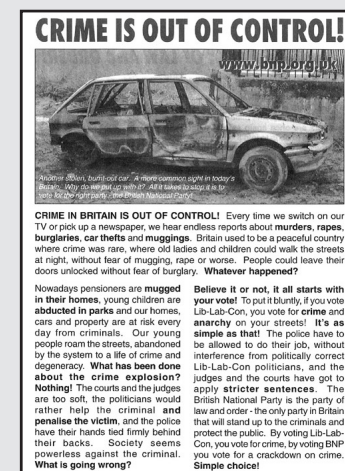 CRIME IS OUT OF CONTROL!
www.bnp.org.uk
Another stolen, burnt-out car. A more common sight in today's
Britain. Why do we put up with it? All it takes to stop it is to
vote for the right party - the British National Party!
CRIME IN BRITAIN IS OUT OF CONTROL! Every time we switch on our
TV or pick up a newspaper, we hear endless reports about murders, rapes,
burglaries, car thefts and muggings. Britain used to be a peaceful country
where crime was rare, where old ladies and children could walk the streets
at night, without fear of mugging, rape or worse. People could leave their
doors unlocked without fear of burglary. Whatever happened?
Nowadays pensioners are mugged
in their homes, young children are
abducted in parks and our homes,
cars and property are at risk every
day from criminals. Our young
people roam the streets, abandoned
by the system to a life of crime and
degeneracy. What has been done
about the crime explosion?
Nothing! The courts and the judges
are too soft, the politicians would
rather help the criminal and
penalise the victim, and the police
have their hands tied firmly behind
their backs. Society seems
powerless against the criminal.
What is going wrong?
Believe it or not, it all starts with
your vote! To put it bluntly, if you vote
Lib-Lab-Con, you vote for crime and
anarchy on your streets! It's as
simple as that! The police have to
be allowed to do their job, without
interference from politically correct
Lib-Lab-Con politicians, and the
judges and the courts have got to
apply stricter sentences. The
British National Party is the party of
law and order - the only party in Britain
that will stand up to the criminals and
protect the public. By voting Lib-Lab-
Con, you vote for crime, by voting BNP
you vote for a crackdown on crime.
Simple choice!